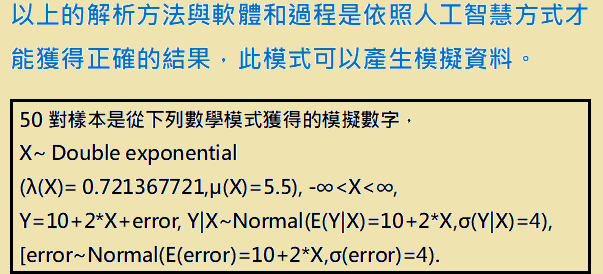 以上的解析方法與軟體和過程是依照人工智慧方式才
能獲得正確的結果，此模式可以產生模擬資料。
50 對樣本是從下列數學模式獲得的模擬數字，
X~ Double exponential
(λ(X)= 0.721367721,μ(X)=5.5), -∞<X<∞,
Y=10+2*X+error, Y|X~Normal(E(Y|X)=10+2*X,σ(Y|X)=4),
[error~Normal(E(error)=10+2*X,σ(error)=4).